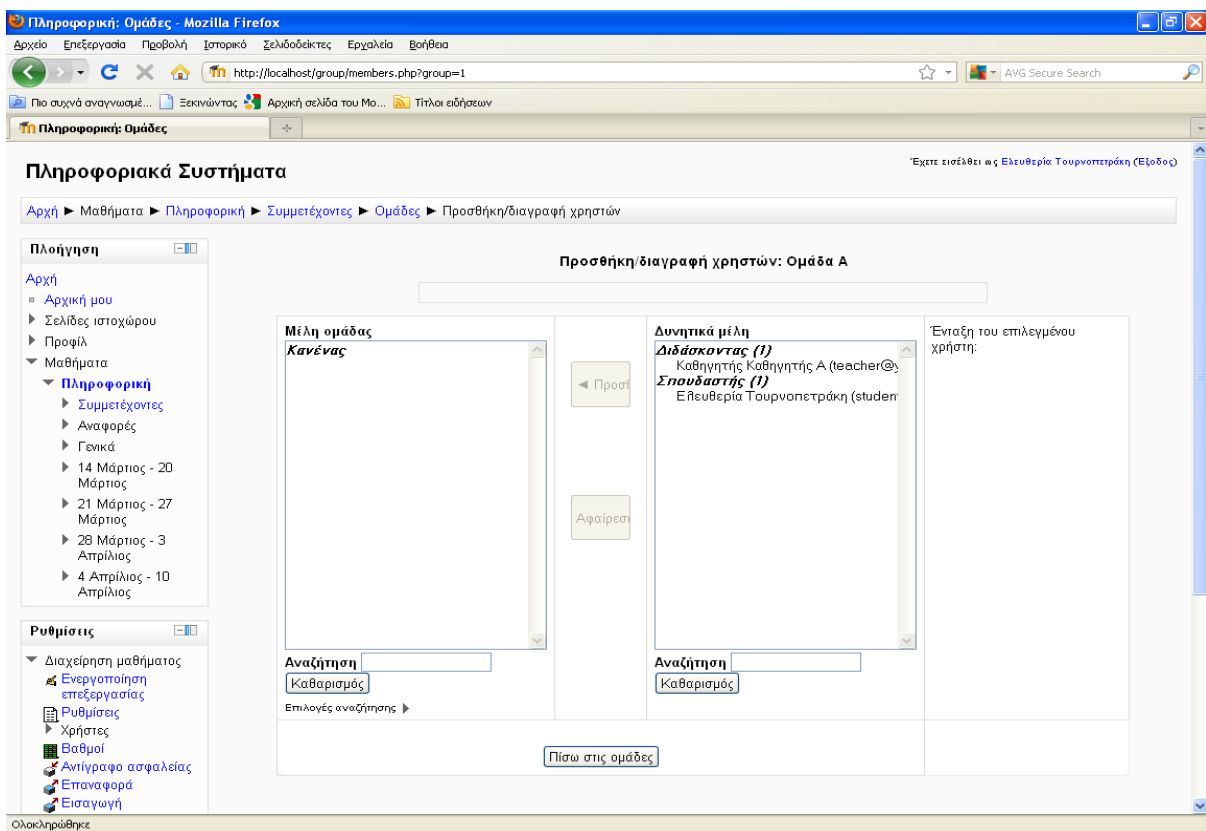 Πληροφορική: Ομάδες - Mozilla Firefox
Αρχείο Επεξεργασία Προβολή Ιστορικό Σελιδοδείκτες Εργαλεία Βοήθεια
http://localhost/group/members.php?group=1
AVG Secure Search
Πιο συχνά αναγνωσμέ... Ξεκινώντας Αρχική σελίδα του Mo... Τίτλοι ειδήσεων
Πληροφορική: Ομάδες
Πληροφοριακά Συστήματα
Έχετε εισέλθει ως Ελευθερία Τουρνοπετράκη (Έξοδος)
Αρχή ► Μαθήματα ► Πληροφορική ► Συμμετέχοντες ► Ομάδες ► Προσθήκη/διαγραφή χρηστών
Πλοήγηση
Αρχή
Αρχική μου
Σελίδες ιστοχώρου
Προφίλ
Μαθήματα
Πληροφορική
Συμμετέχοντες
Αναφορές
Γενικά
14 Μάρτιος - 20
Μάρτιος
21 Μάρτιος - 27
Μάρτιος
28 Μάρτιος - 3
Απρίλιος
4 Απρίλιος - 10
Απρίλιος
Ρυθμίσεις
Διαχείρηση μαθήματος
Ενεργοποίηση
επεξεργασίας
Ρυθμίσεις
Χρήστες
Βαθμοί
Αντίγραφο ασφαλείας
Επαναφορά
Εισαγωγή
Προσθήκη/διαγραφή χρηστών: Ομάδα Α
Μέλη ομάδας
Κανένας
Αναζήτηση
Καθαρισμός
Επιλογές αναζήτησης ►
◄ Προσθ
Αφαίρεσ
Δυνητικά μέλη
Διδάσκοντας (1)
Καθηγητής Καθηγητής Α (teacher@y
Σπουδαστής (1)
Ελευθερία Τουρνοπετράκη (studen
Αναζήτηση
Καθαρισμός
Ένταξη του επιλεγμένου
χρήστη:
Πίσω στις ομάδες
Ολοκληρώθηκε